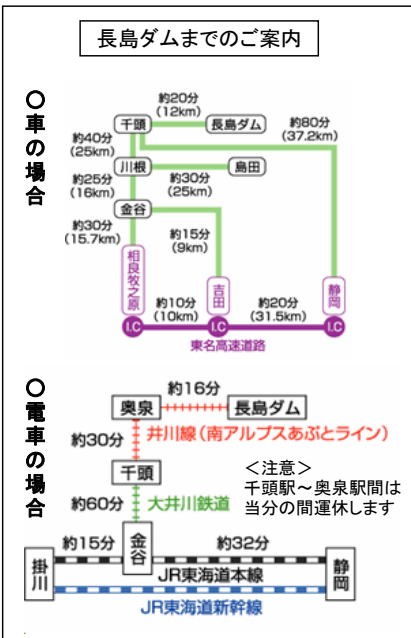 長島ダムまでのご案内
○車の場合
約20分
(12km)
千頭
長島ダム
約80分
(37.2km)
約40分
(25km)
川根
約30分
(25km)
島田
約25分
(16km)
金谷
約30分
(15.7km)
約15分
(9km)
相良牧之原
吉田
静岡
約10分
(10km)
約20分
(31.5km)
I.C
I.C
I.C
東名高速道路
○電車の場合
約16分
奥泉
長島ダム
約30分
井川線(南アルプスあぷとライン)
千頭
<注意>
千頭駅～奥泉駅間は
当分の間運休します
約60分
大井川鉄道
金谷
約15分
約32分
掛川
静岡
JR東海道本線
JR東海道新幹線